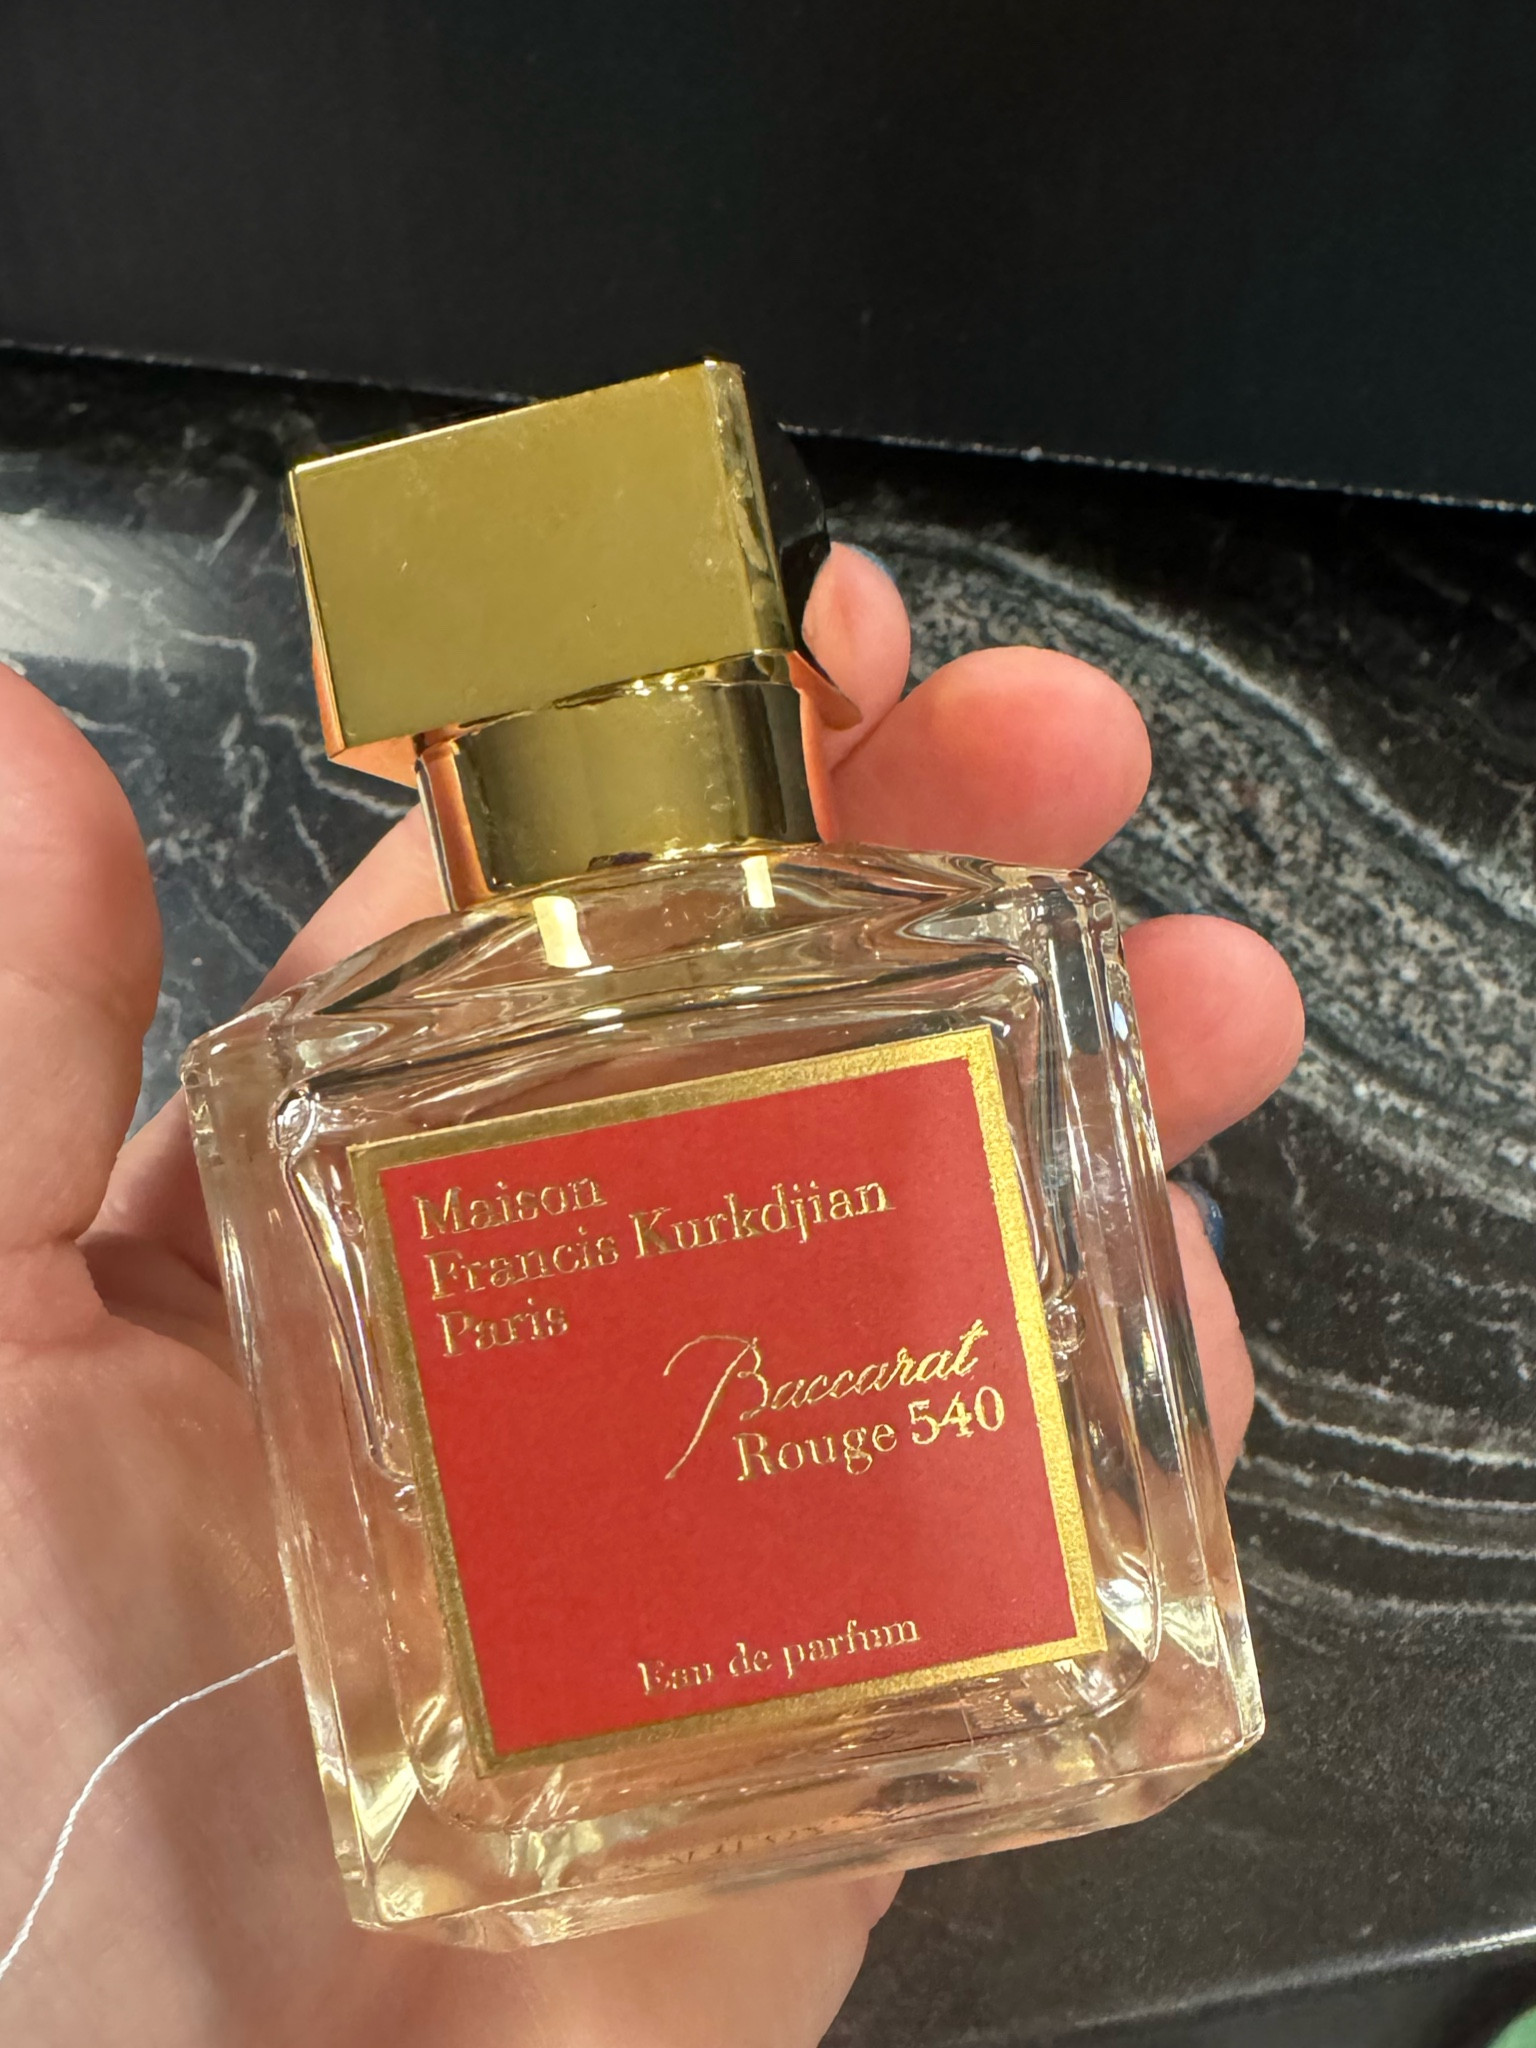 Maison
Francis Kurkdjian
Paris
Baccarat
Rouge 540
Eau de parfum